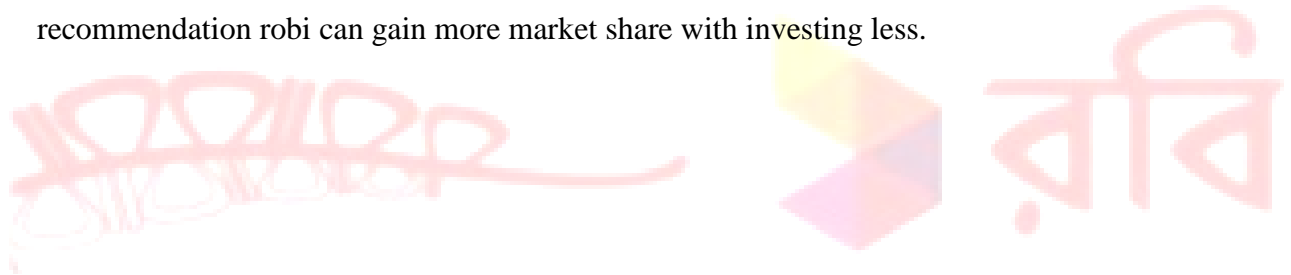 recommendation robi can gain more market share with investing less.
রবি